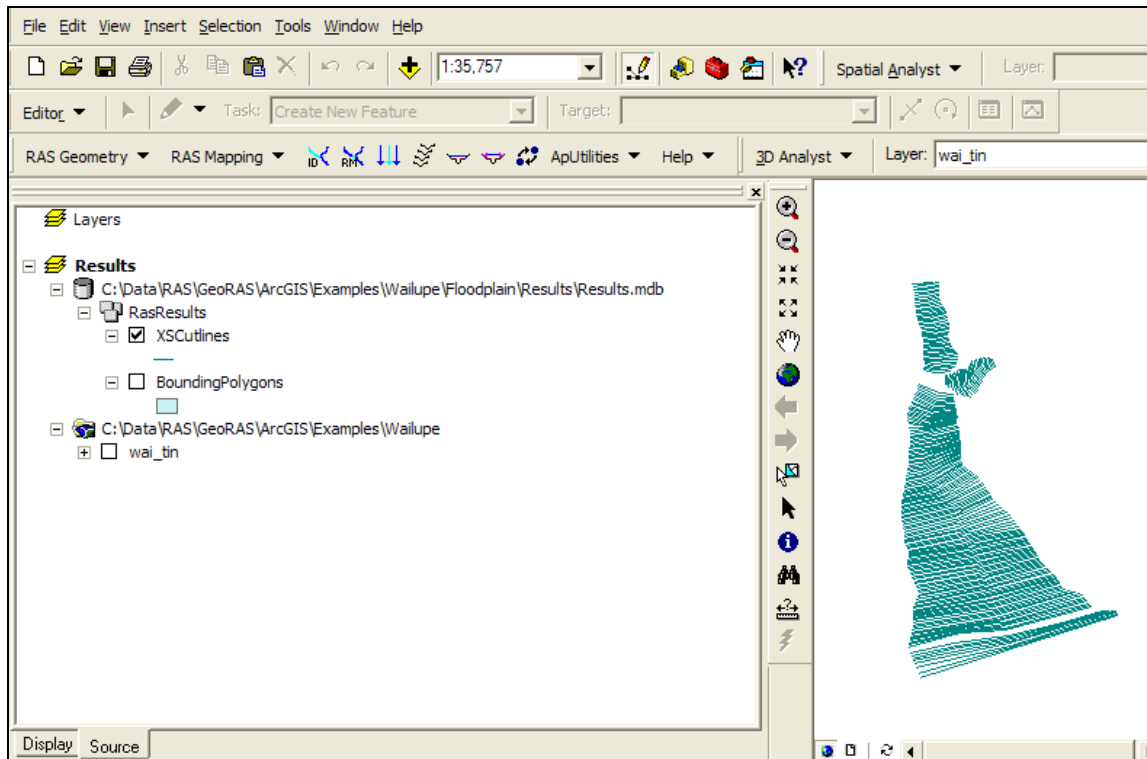 File Edit View Insert Selection Tools Window Help
1:35,757 Spatial Analyst Layer:
Editor Task: Create New Feature Target:
RAS Geometry RAS Mapping ID RM ApUtilities Help 3D Analyst Layer: wai_tin
Layers
Results
C:\Data\RAS\GeoRAS\ArcGIS\Examples\Wailupe\Floodplain\Results\Results.mdb
RasResults
XSCutlines
BoundingPolygons
C:\Data\RAS\GeoRAS\ArcGIS\Examples\Wailupe
wai_tin
Display Source